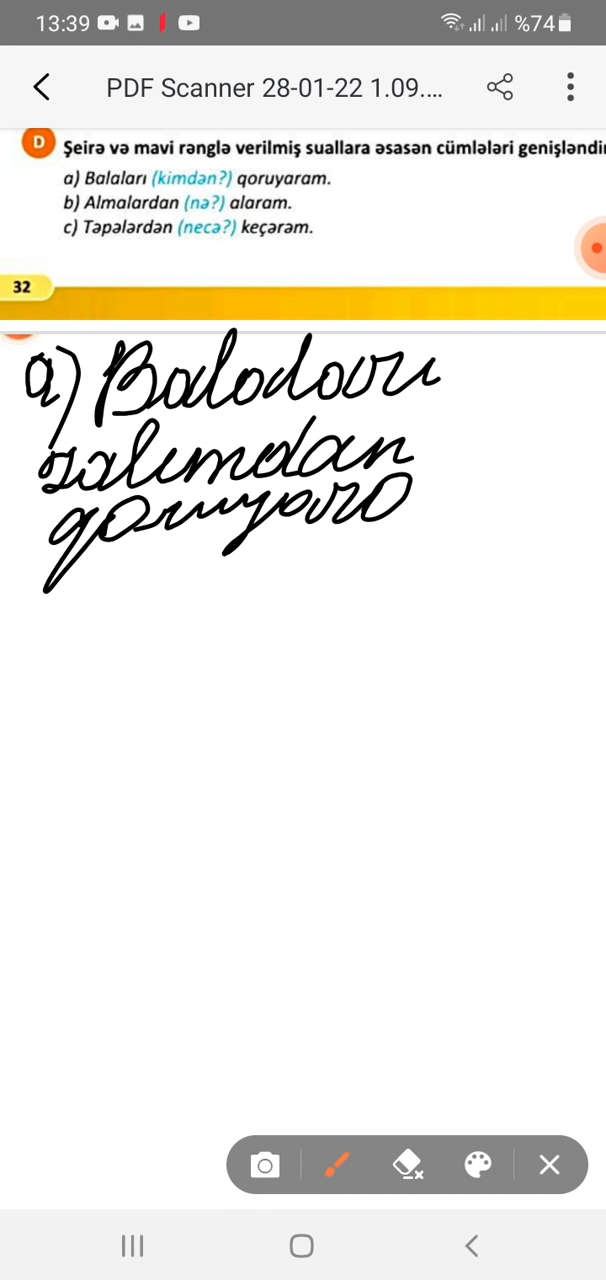 13:39 %74
PDF Scanner 28-01-22 1.09....
D Şeirə və mavi rənglə verilmiş suallara əsasən cümlələri genişləndir
a) Balaları (kimdən?) qoruyaram.
b) Almalardan (nə?) alaram.
c) Təpələrdən (necə?) keçərəm.
32
a) Balaları
zalımdan
qoruyara